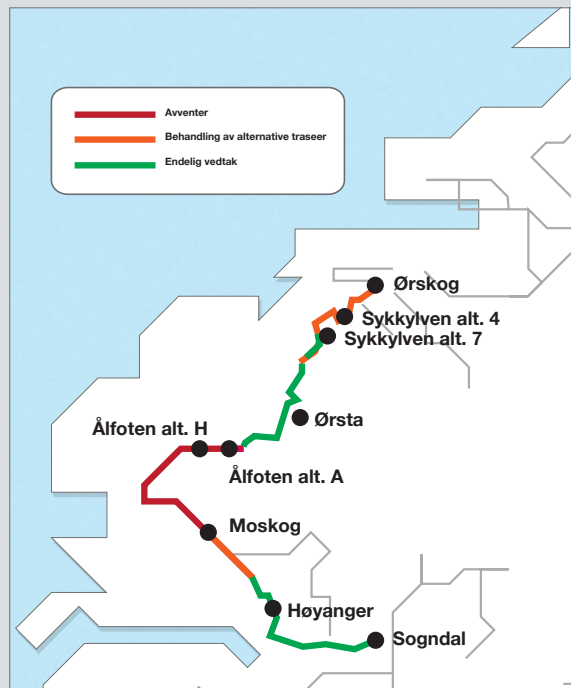 Avventer
Behandling av alternative traseer
Endelig vedtak
Ørskog
Sykkylven alt. 4
Sykkylven alt. 7
Ørsta
Ålfoten alt. H
Ålfoten alt. A
Moskog
Høyanger
Sogndal